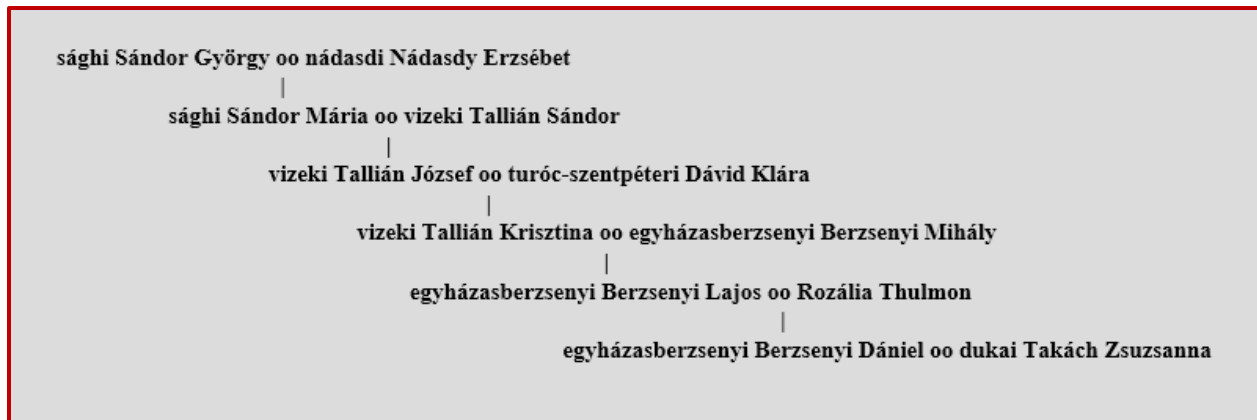 sághi Sándor György oo nádasdi Nádasdy Erzsébet
|
sághi Sándor Mária oo vizeki Tallián Sándor
|
vizeki Tallián József oo turóc-szentpéteri Dávid Klára
|
vizeki Tallián Krisztina oo egyházasberzsenyi Berzsenyi Mihály
|
egyházasberzsenyi Berzsenyi Lajos oo Rozália Thulmon
|
egyházasberzsenyi Berzsenyi Dániel oo dukai Takách Zsuzsanna